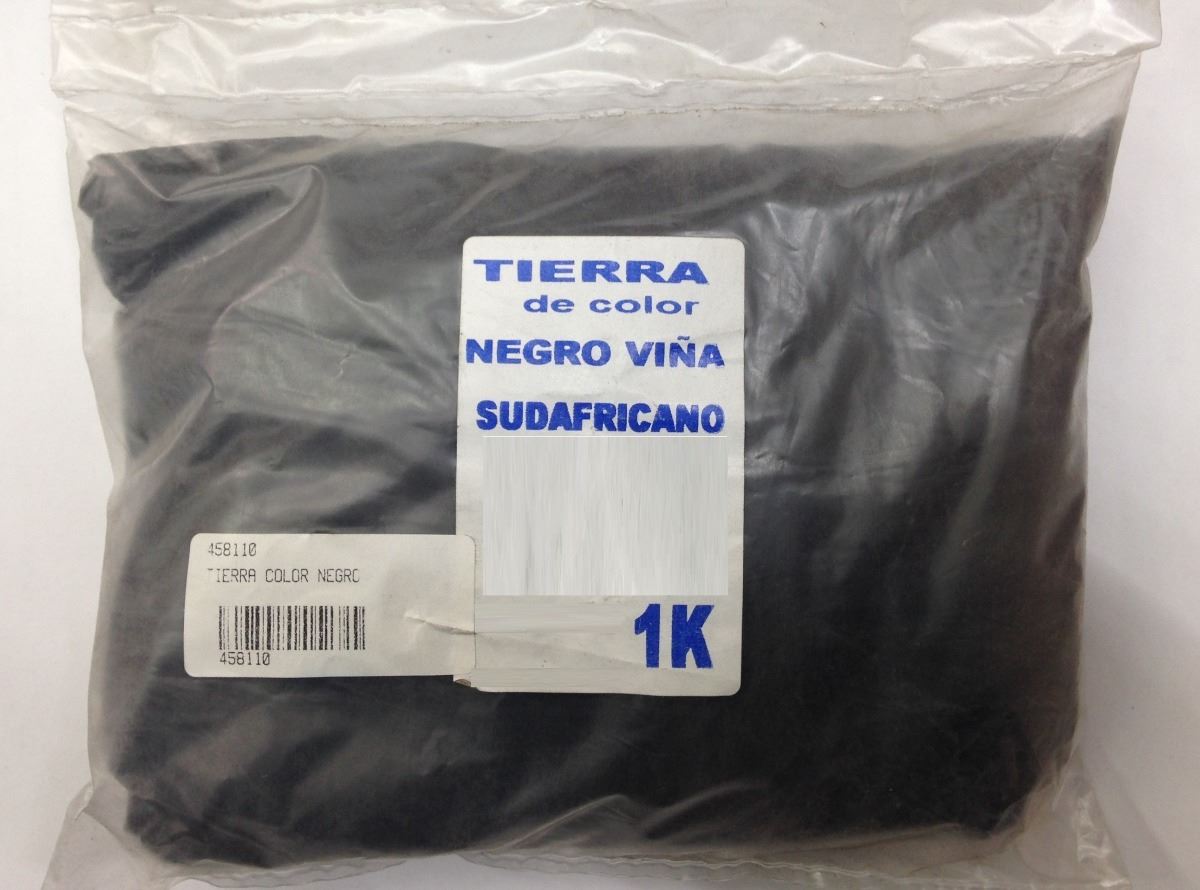 TIERRA
de color
NEGRO VIÑA
SUDAFRICANO
1K
458110
TIERRA COLOR NEGRO
458110